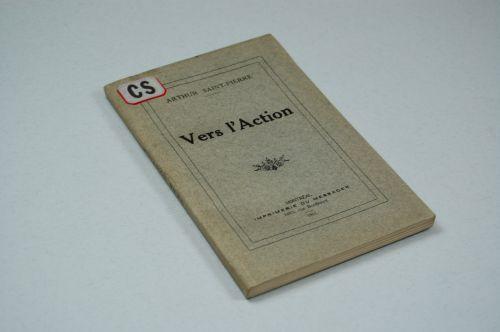 CS
ARTHUR SAINT-PIERRE
Vers l'Action
MONTRÉAL
IMPRIMERIE DU MESSAGER